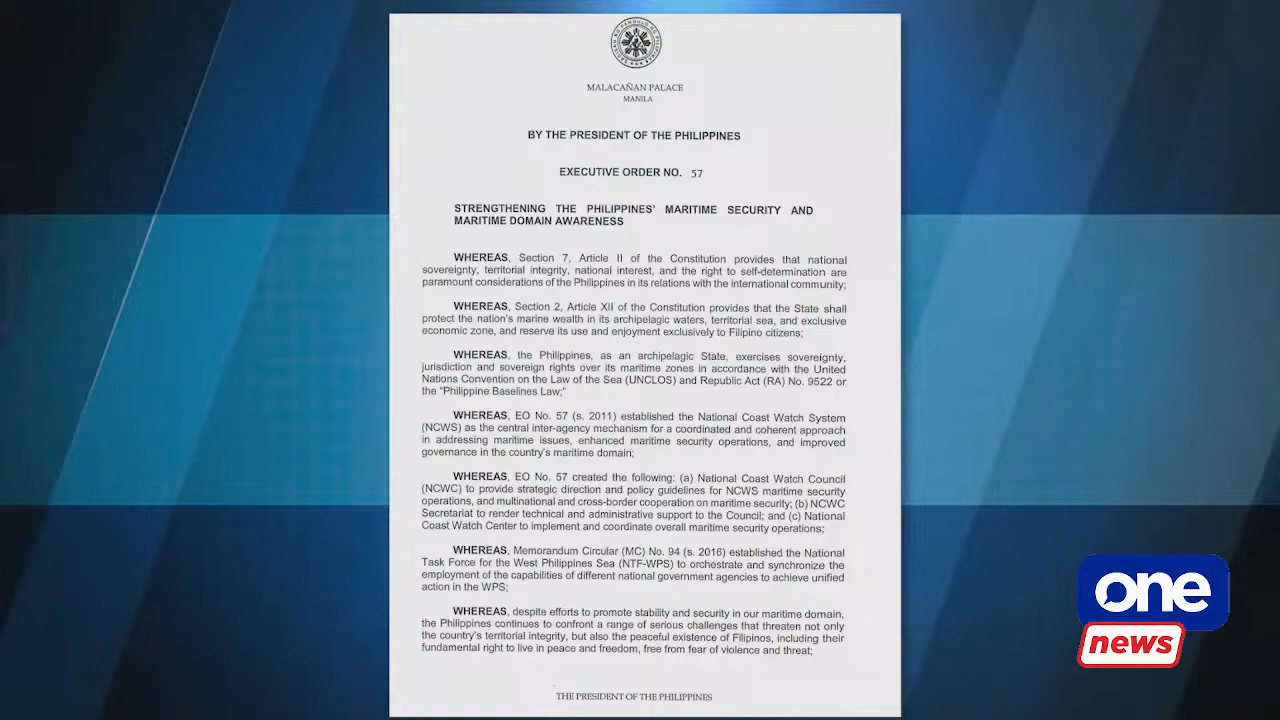 MALACAÑAN PALACE
MANILA
BY THE PRESIDENT OF THE PHILIPPINES
EXECUTIVE ORDER NO. 57
STRENGTHENING THE PHILIPPINES' MARITIME SECURITY AND
MARITIME DOMAIN AWARENESS
WHEREAS, Section 7, Article II of the Constitution provides that national
sovereignty, territorial integrity, national interest, and the right to self-determination are
paramount considerations of the Philippines in its relations with the international community;
WHEREAS, Section 2, Article XII of the Constitution provides that the State shall
protect the nation's marine wealth in its archipelagic waters, territorial sea, and exclusive
economic zone, and reserve its use and enjoyment exclusively to Filipino citizens;
WHEREAS, the Philippines, as an archipelagic State, exercises sovereignty,
jurisdiction and sovereign rights over its maritime zones in accordance with the United
Nations Convention on the Law of the Sea (UNCLOS) and Republic Act (RA) No. 9522 or
the "Philippine Baselines Law;"
WHEREAS, EO No. 57 (s. 2011) established the National Coast Watch System
(NCWS) as the central inter-agency mechanism for a coordinated and coherent approach
in addressing maritime issues, enhanced maritime security operations, and improved
governance in the country's maritime domain;
WHEREAS, EO No. 57 created the following: (a) National Coast Watch Council
(NCWC) to provide strategic direction and policy guidelines for NCWS maritime security
operations, and multinational and cross-border cooperation on maritime security; (b) NCWC
Secretariat to render technical and administrative support to the Council; and (c) National
Coast Watch Center to implement and coordinate overall maritime security operations;
WHEREAS, Memorandum Circular (MC) No. 94 (s. 2016) established the National
Task Force for the West Philippines Sea (NTF-WPS) to orchestrate and synchronize the
employment of the capabilities of different national government agencies to achieve unified
action in the WPS;
WHEREAS, despite efforts to promote stability and security in our maritime domain,
the Philippines continues to confront a range of serious challenges that threaten not only
the country's territorial integrity, but also the peaceful existence of Filipinos, including their
fundamental right to live in peace and freedom, free from fear of violence and threat;
THE PRESIDENT OF THE PHILIPPINES
one
news